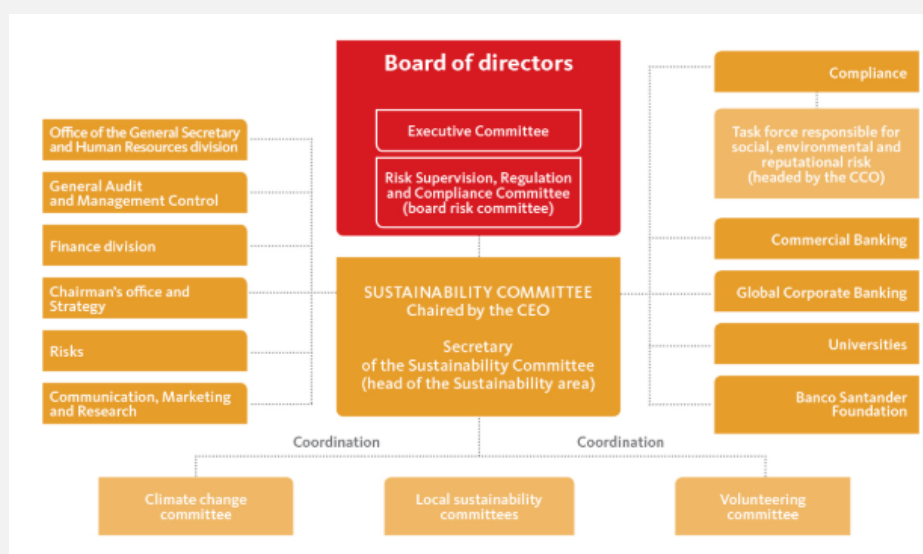 Board of directors
Executive Committee
Risk Supervision, Regulation
and Compliance Committee
(board risk committee)
Office of the General Secretary
and Human Resources division
General Audit
and Management Control
Finance division
Chairman's office and
Strategy
Risks
Communication, Marketing
and Research
SUSTAINABILITY COMMITTEE
Chaired by the CEO
Secretary
of the Sustainability Committee
(head of the Sustainability area)
Compliance
Task force responsible for
social, environmental and
reputational risk
(headed by the CCO)
Commercial Banking
Global Corporate Banking
Universities
Banco Santander
Foundation
Coordination
Coordination
Climate change
committee
Local sustainability
committees
Volunteering
committee